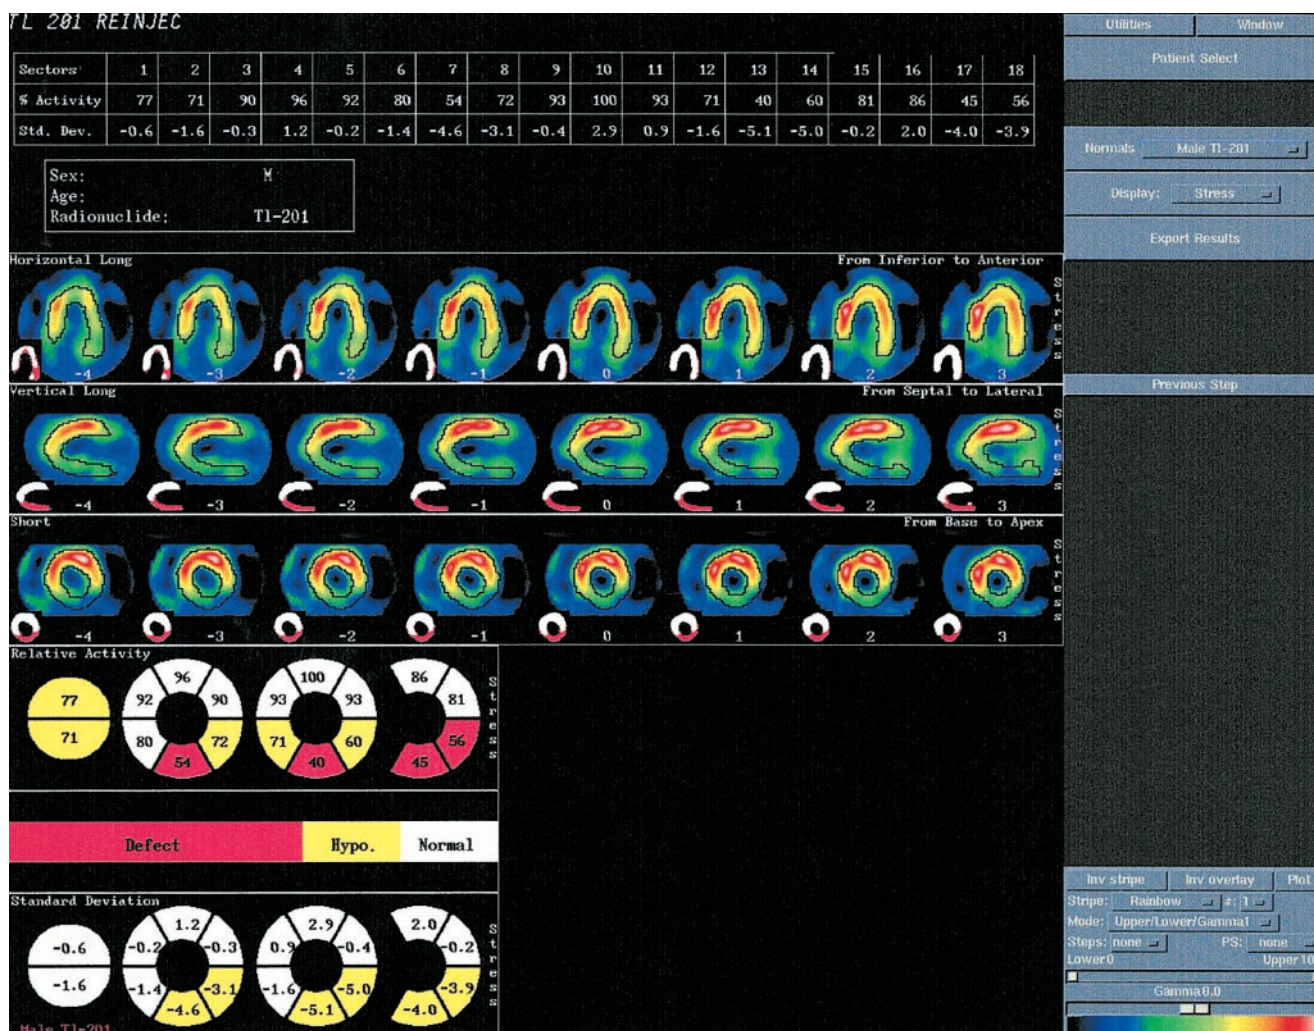 TL 201 REINJEC
Utilities Window
Patient Select
Sectors 1 2 3 4 5 6 7 8 9 10 11 12 13 14 15 16 17 18
% Activity 77 71 90 96 92 80 54 72 93 100 93 71 40 60 81 86 45 56
Std. Dev. -0.6 -1.6 -0.3 1.2 -0.2 -1.4 -4.6 -3.1 -0.4 2.9 0.9 -1.6 -5.1 -5.0 -0.2 2.0 -4.0 -3.9
Normals Male Tl-201
Sex: M
Age:
Radionuclide: Tl-201
Display: Stress
Export Results
Horizontal Long From Inferior to Anterior
Stress
-4 -3 -2 -1 0 1 2 3
Previous Step
Vertical Long From Septal to Lateral
Stress
-4 -3 -2 -1 0 1 2 3
Short From Base to Apex
Stress
-4 -3 -2 -1 0 1 2 3
Relative Activity
96 100 86
77 92 90 93 93 81
71 80 72 71 60 56
54 40 45
Stress
Defect Hypo. Normal
Standard Deviation
1.2 2.9 2.0
-0.6 -0.2 -0.3 0.9 -0.4 -0.2
-1.6 -1.4 -3.1 -1.6 -5.0 -3.9
-4.6 -5.1 -4.0
Stress
Male Tl-201
Inv stripe Inv overlay Plot
Stripe: Rainbow #: 1
Mode: Upper/Lower/Gamma1
Steps: none PS: none
Lower 0 Upper 10
Gamma 0.0